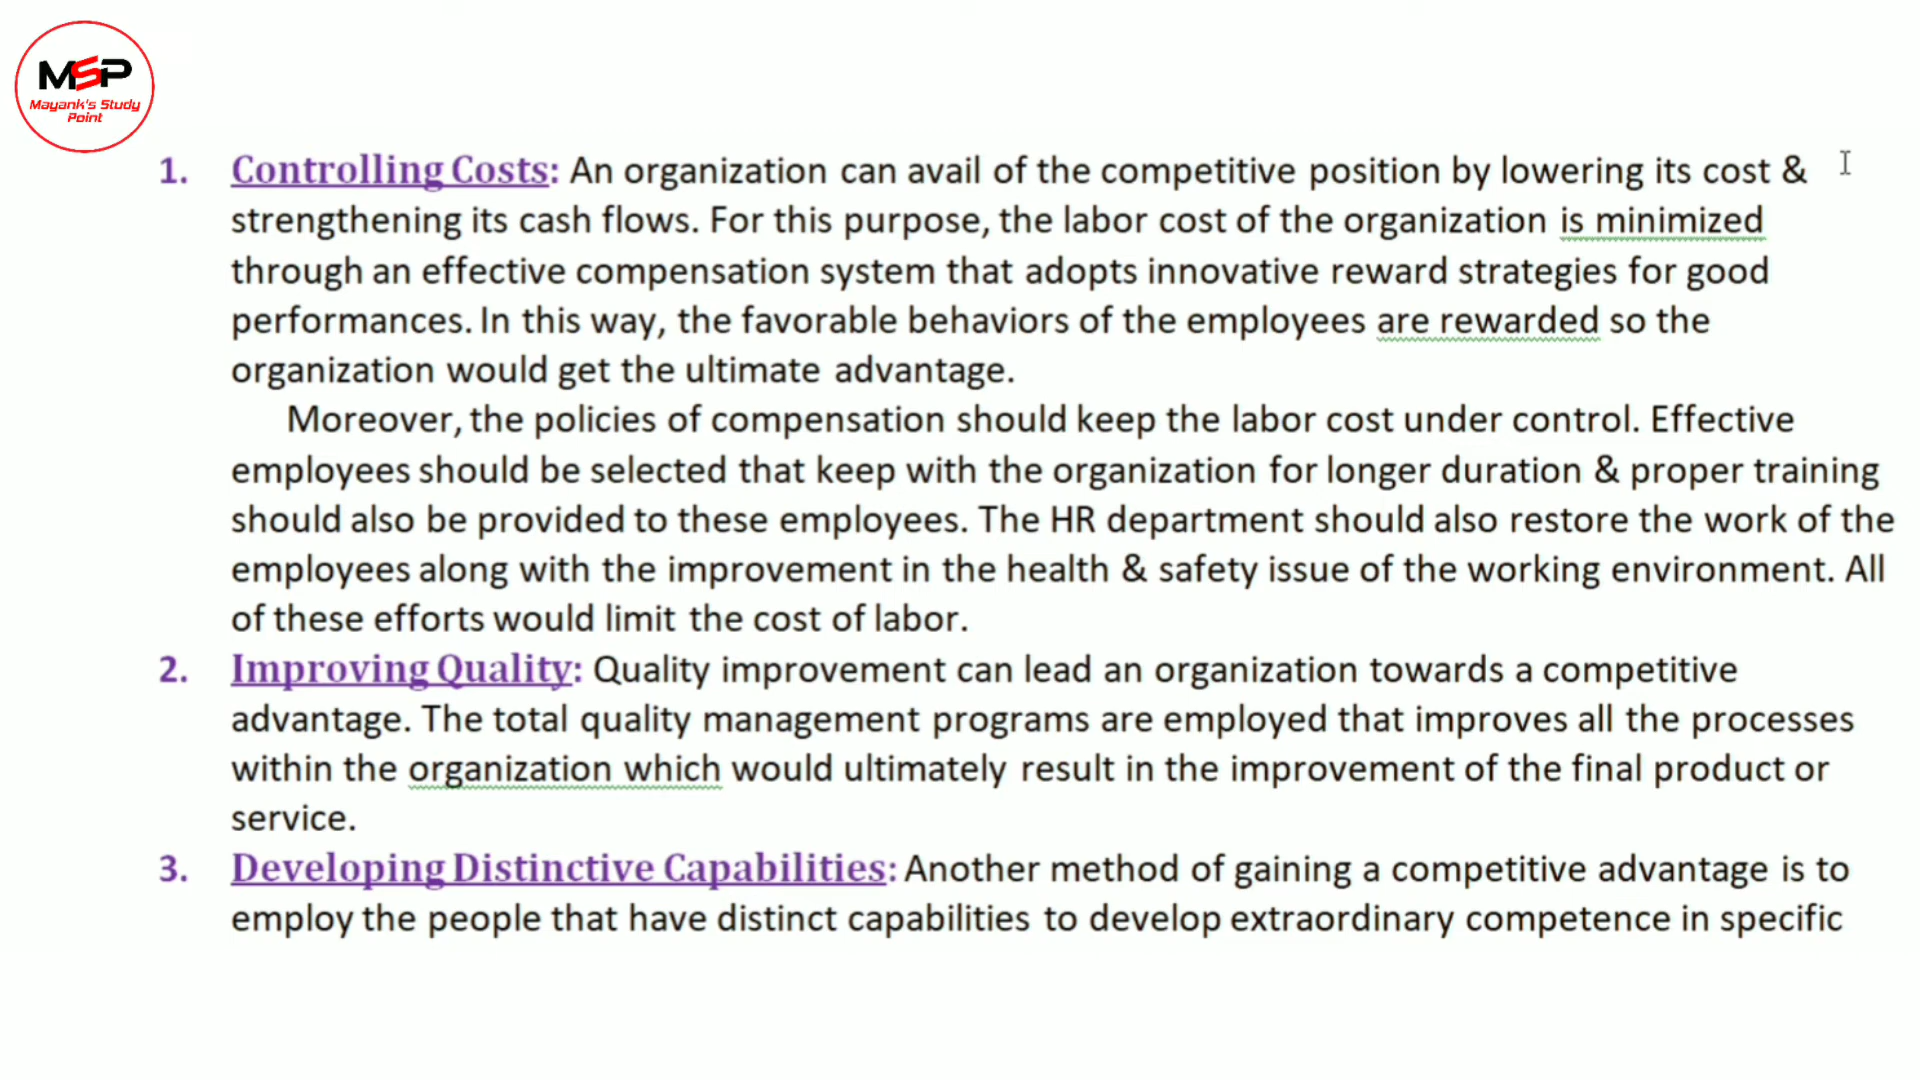 MSP
Mayank's Study
Point
1. Controlling Costs: An organization can avail of the competitive position by lowering its cost &
strengthening its cash flows. For this purpose, the labor cost of the organization is minimized
through an effective compensation system that adopts innovative reward strategies for good
performances. In this way, the favorable behaviors of the employees are rewarded so the
organization would get the ultimate advantage.
Moreover, the policies of compensation should keep the labor cost under control. Effective
employees should be selected that keep with the organization for longer duration & proper training
should also be provided to these employees. The HR department should also restore the work of the
employees along with the improvement in the health & safety issue of the working environment. All
of these efforts would limit the cost of labor.
2. Improving Quality: Quality improvement can lead an organization towards a competitive
advantage. The total quality management programs are employed that improves all the processes
within the organization which would ultimately result in the improvement of the final product or
service.
3. Developing Distinctive Capabilities: Another method of gaining a competitive advantage is to
employ the people that have distinct capabilities to develop extraordinary competence in specific